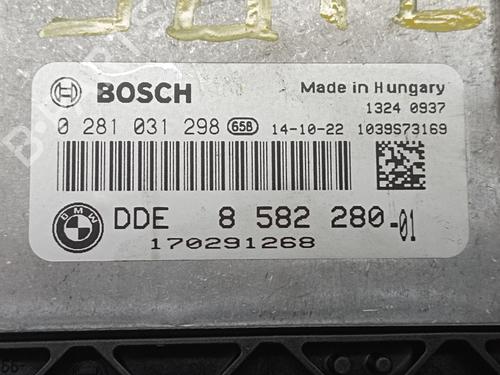 BOSCH
Made in Hungary
1324 0937
0 281 031 298 658 14-10-22 1039S73169
BMW
DDE 8 582 280-01
170291268